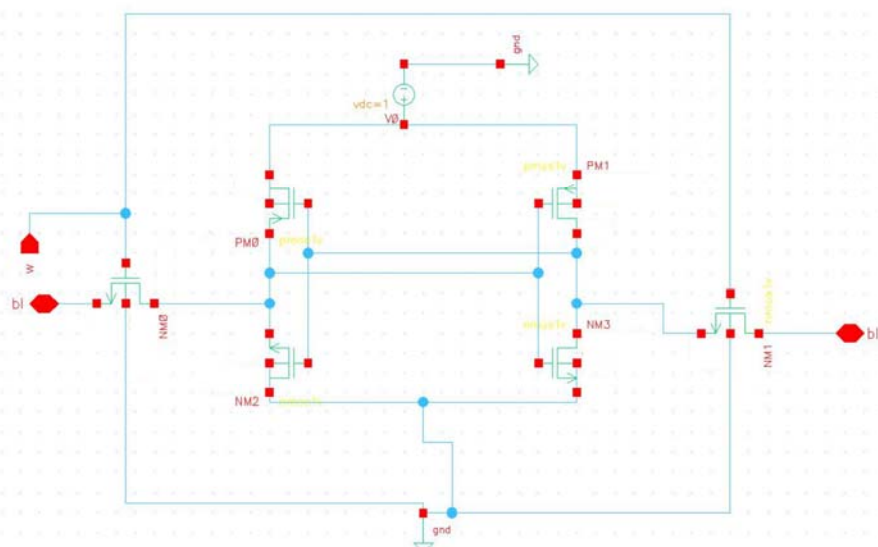 gnd
vdc=1
V0
pmos1v
PM1
PM0
pmos1v
w
bl
NM0
nmos1v
NM3
nmos1v
NM1
bl
NM2
nmos1v
gnd